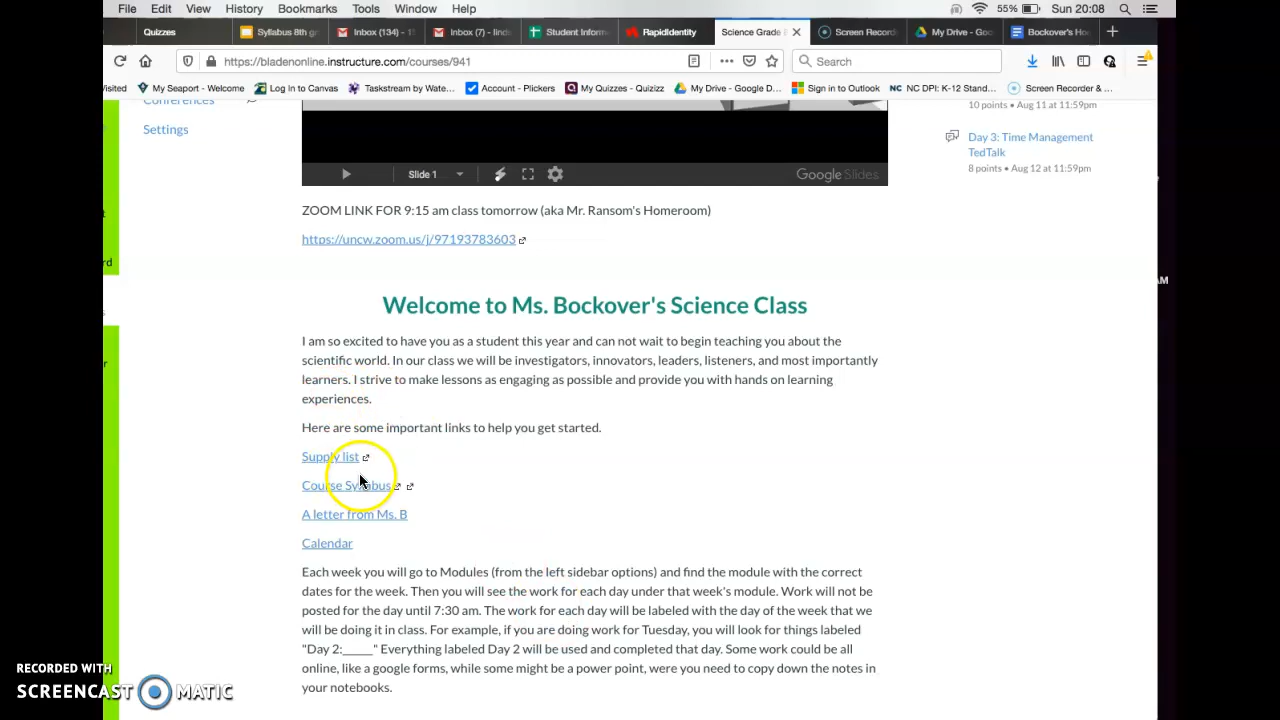 File Edit View History Bookmarks Tools Window Help 55% Sun 20:08
Quizzes Syllabus 8th gr Inbox (134) - 1 Inbox (7) - lind Student Inform RapidIdentity Science Grade Screen Record My Drive - Goo Bockover's Ho
https://bladenonline.instructure.com/courses/941 Search
Visited My Seaport - Welcome Log In to Canvas Taskstream by Wate... Account - Plickers My Quizzes - Quizizz My Drive - Google D... Sign in to Outlook NC DPI: K-12 Stand... Screen Recorder &...
Conferences
Settings
10 points • Aug 11 at 11:59pm
Day 3: Time Management
TedTalk
8 points • Aug 12 at 11:59pm
Slide 1 Google Slides
ZOOM LINK FOR 9:15 am class tomorrow (aka Mr. Ransom's Homeroom)
https://uncw.zoom.us/j/97193783603
Welcome to Ms. Bockover's Science Class
I am so excited to have you as a student this year and can not wait to begin teaching you about the
scientific world. In our class we will be investigators, innovators, leaders, listeners, and most importantly
learners. I strive to make lessons as engaging as possible and provide you with hands on learning
experiences.
Here are some important links to help you get started.
Supply list
Course Syllabus
A letter from Ms. B
Calendar
Each week you will go to Modules (from the left sidebar options) and find the module with the correct
dates for the week. Then you will see the work for each day under that week's module. Work will not be
posted for the day until 7:30 am. The work for each day will be labeled with the day of the week that we
will be doing it in class. For example, if you are doing work for Tuesday, you will look for things labeled
"Day 2:_____" Everything labeled Day 2 will be used and completed that day. Some work could be all
online, like a google forms, while some might be a power point, were you need to copy down the notes in
your notebooks.
AM
RECORDED WITH
SCREENCAST MATIC